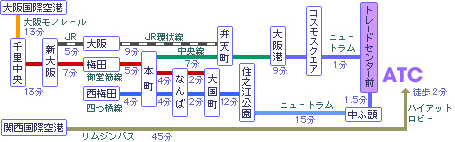 大阪国際空港
大阪モノレール
13分
千里中央
13分
新大阪
JR
5分
大阪
JR環状線
9分
7分
梅田
5分
御堂筋線
中央線
7分
弁天町
大阪港
9分
コスモスクエア
ニュートラム
1分
トレードセンター前
ATC
徒歩2分
ハイアットロビー
西梅田
四つ橋線
4分
本町
4分
4分
なんば
2分
2分
大国町
12分
住之江公園
ニュートラム
15分
1.5分
中ふ頭
関西国際空港
リムジンバス
45分